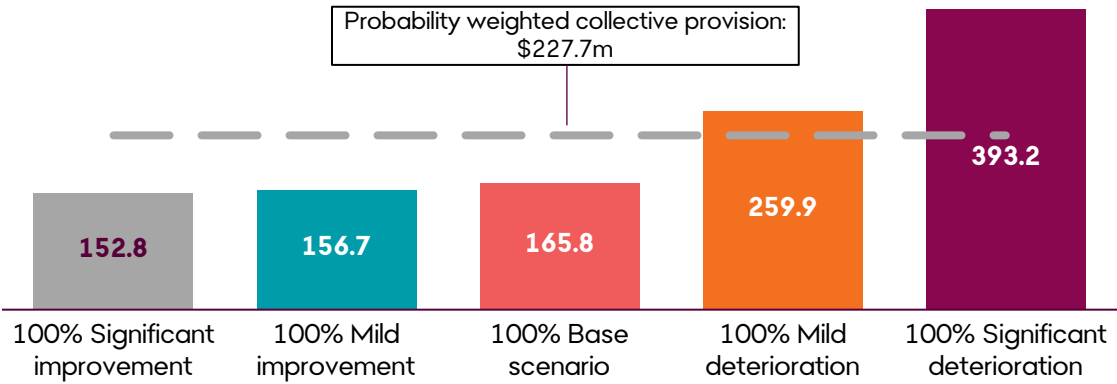 Probability weighted collective provision:
$227.7m
152.8
156.7
165.8
259.9
393.2
100% Significant
improvement
100% Mild
improvement
100% Base
scenario
100% Mild
deterioration
100% Significant
deterioration